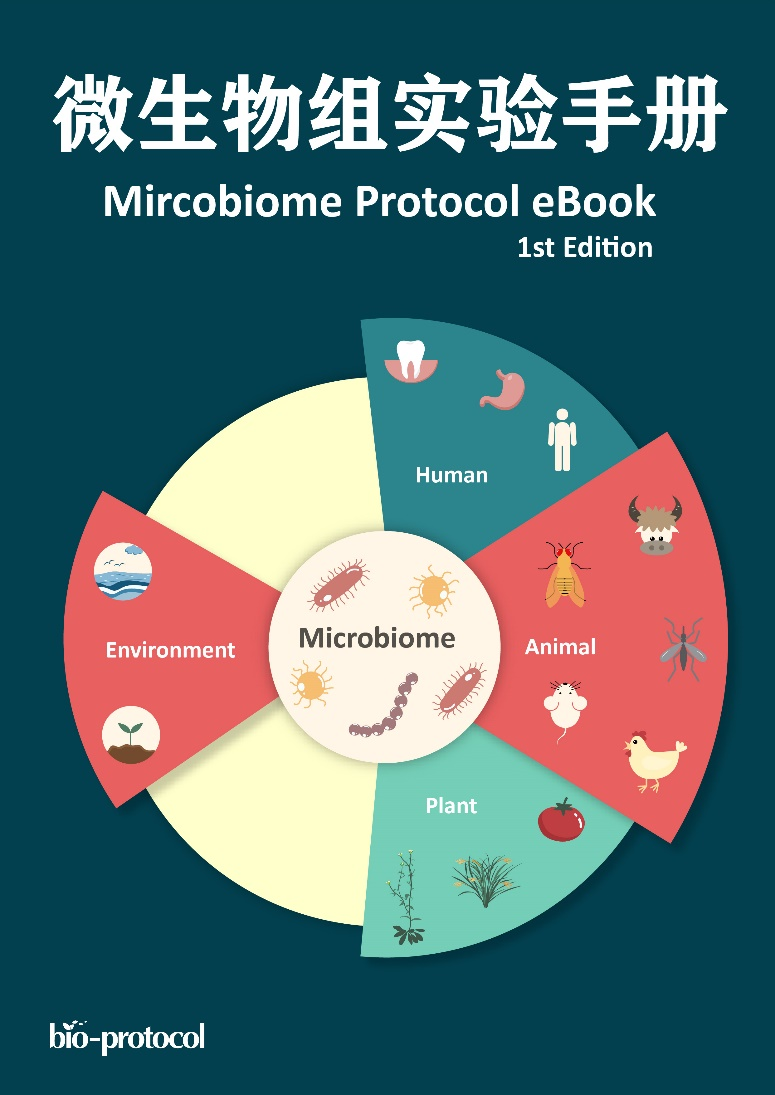 微生物组实验手册
Mircobiome Protocol eBook
1st Edition
Human
Environment
Microbiome
Animal
Plant
bio-protocol